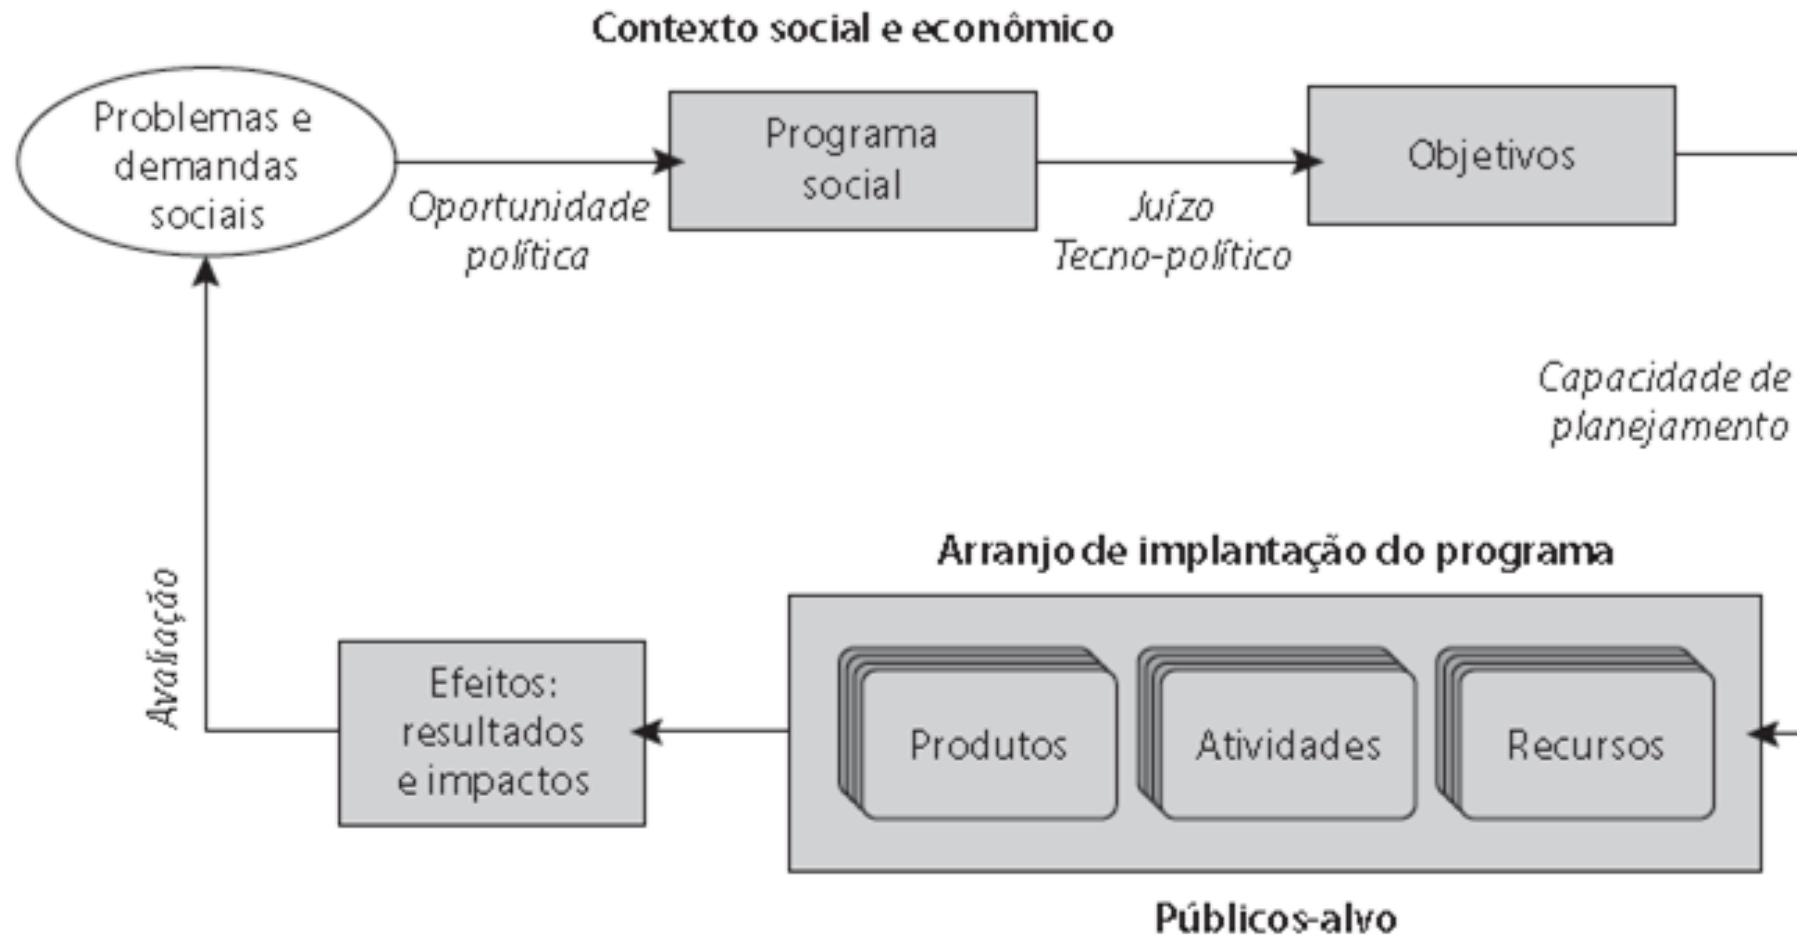 Contexto social e econômico
Problemas e
demandas
sociais
Oportunidade
política
Programa
social
Juízo
Tecno-político
Objetivos
Capacidade de
planejamento
Arranjo de implantação do programa
Recursos
Atividades
Produtos
Públicos-alvo
Efeitos:
resultados
e impactos
Avaliação